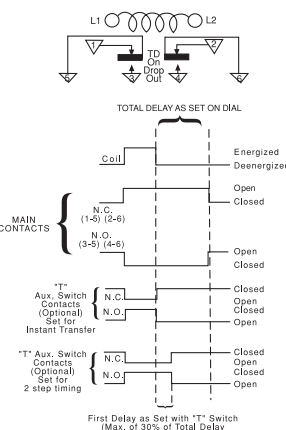 L1 L2
1 2
TD
On
Drop
Out
5 3 4 6
TOTAL DELAY AS SET ON DIAL
Coil
Energized
Deenergized
MAIN
CONTACTS
N.C.
(1-5) (2-6)
Open
Closed
N.O.
(3-5) (4-6)
Open
Closed
"T"
Aux. Switch
Contacts
(Optional)
Set for
Instant Transfer
N.C.
N.O.
Closed
Open
Closed
Open
"T" Aux. Switch
Contacts
(Optional)
Set for
2 step timing
N.C.
N.O.
Closed
Open
Closed
Open
First Delay as Set with "T" Switch
(Max. of 30% of Total Delay